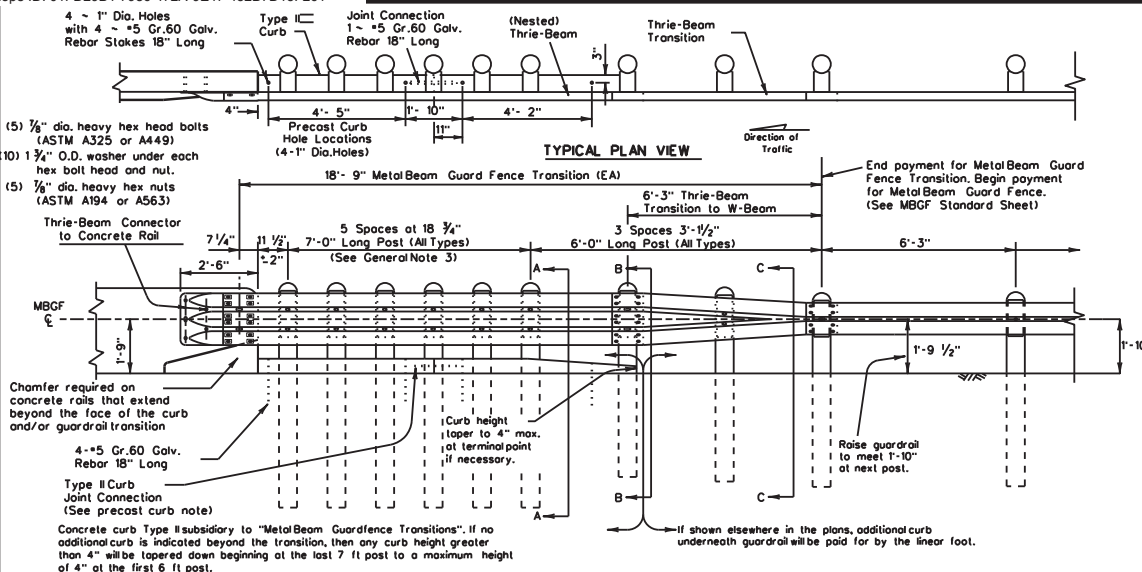 4 ~ 1" Dia. Holes
with 4 ~ #5 Gr.60 Galv.
Rebar Stakes 18" Long
Type II
Curb
Joint Connection
1 ~ #5 Gr.60 Galv.
Rebar 18" Long
(Nested)
Thrie-Beam
Thrie-Beam
Transition
3"
4"
4'- 5"
1'- 10"
4'- 2"
11"
Precast Curb
Hole Locations
(4-1" Dia.Holes)
Direction of
Traffic
TYPICAL PLAN VIEW
(5) 7/8" dia. heavy hex head bolts
(ASTM A325 or A449)
(10) 1 3/4" O.D. washer under each
hex bolt head and nut.
(5) 7/8" dia. heavy hex nuts
(ASTM A194 or A563)
Thrie-Beam Connector
to Concrete Rail
18'- 9" Metal Beam Guard Fence Transition (EA)
End payment for Metal Beam Guard
Fence Transition. Begin payment
for Metal Beam Guard Fence.
(See MBGF Standard Sheet)
6'-3" Thrie-Beam
Transition to W-Beam
7 1/4"
11 1/2"
+-2"
5 Spaces at 18 3/4"
7'-0" Long Post (All Types)
(See General Note 3)
3 Spaces 3'-1 1/2"
6'-0" Long Post (All Types)
6'-3"
2'-6"
A
B
C
MBGF
℄
1'-9"
1'-9 1/2"
1'-10
Chamfer required on
concrete rails that extend
beyond the face of the curb
and/or guardrail transition
4-#5 Gr.60 Galv.
Rebar 18" Long
Type II Curb
Joint Connection
(See precast curb note)
Curb height
taper to 4" max.
at terminal point
if necessary.
Raise guardrail
to meet 1'-10"
at next post.
A
B
C
Concrete curb Type II subsidiary to "Metal Beam Guardfence Transitions". If no
additional curb is indicated beyond the transition, then any curb height greater
than 4" will be tapered down beginning at the last 7 ft post to a maximum height
of 4" at the first 6 ft post.
If shown elsewhere in the plans, additional curb
underneath guardrail will be paid for by the linear foot.